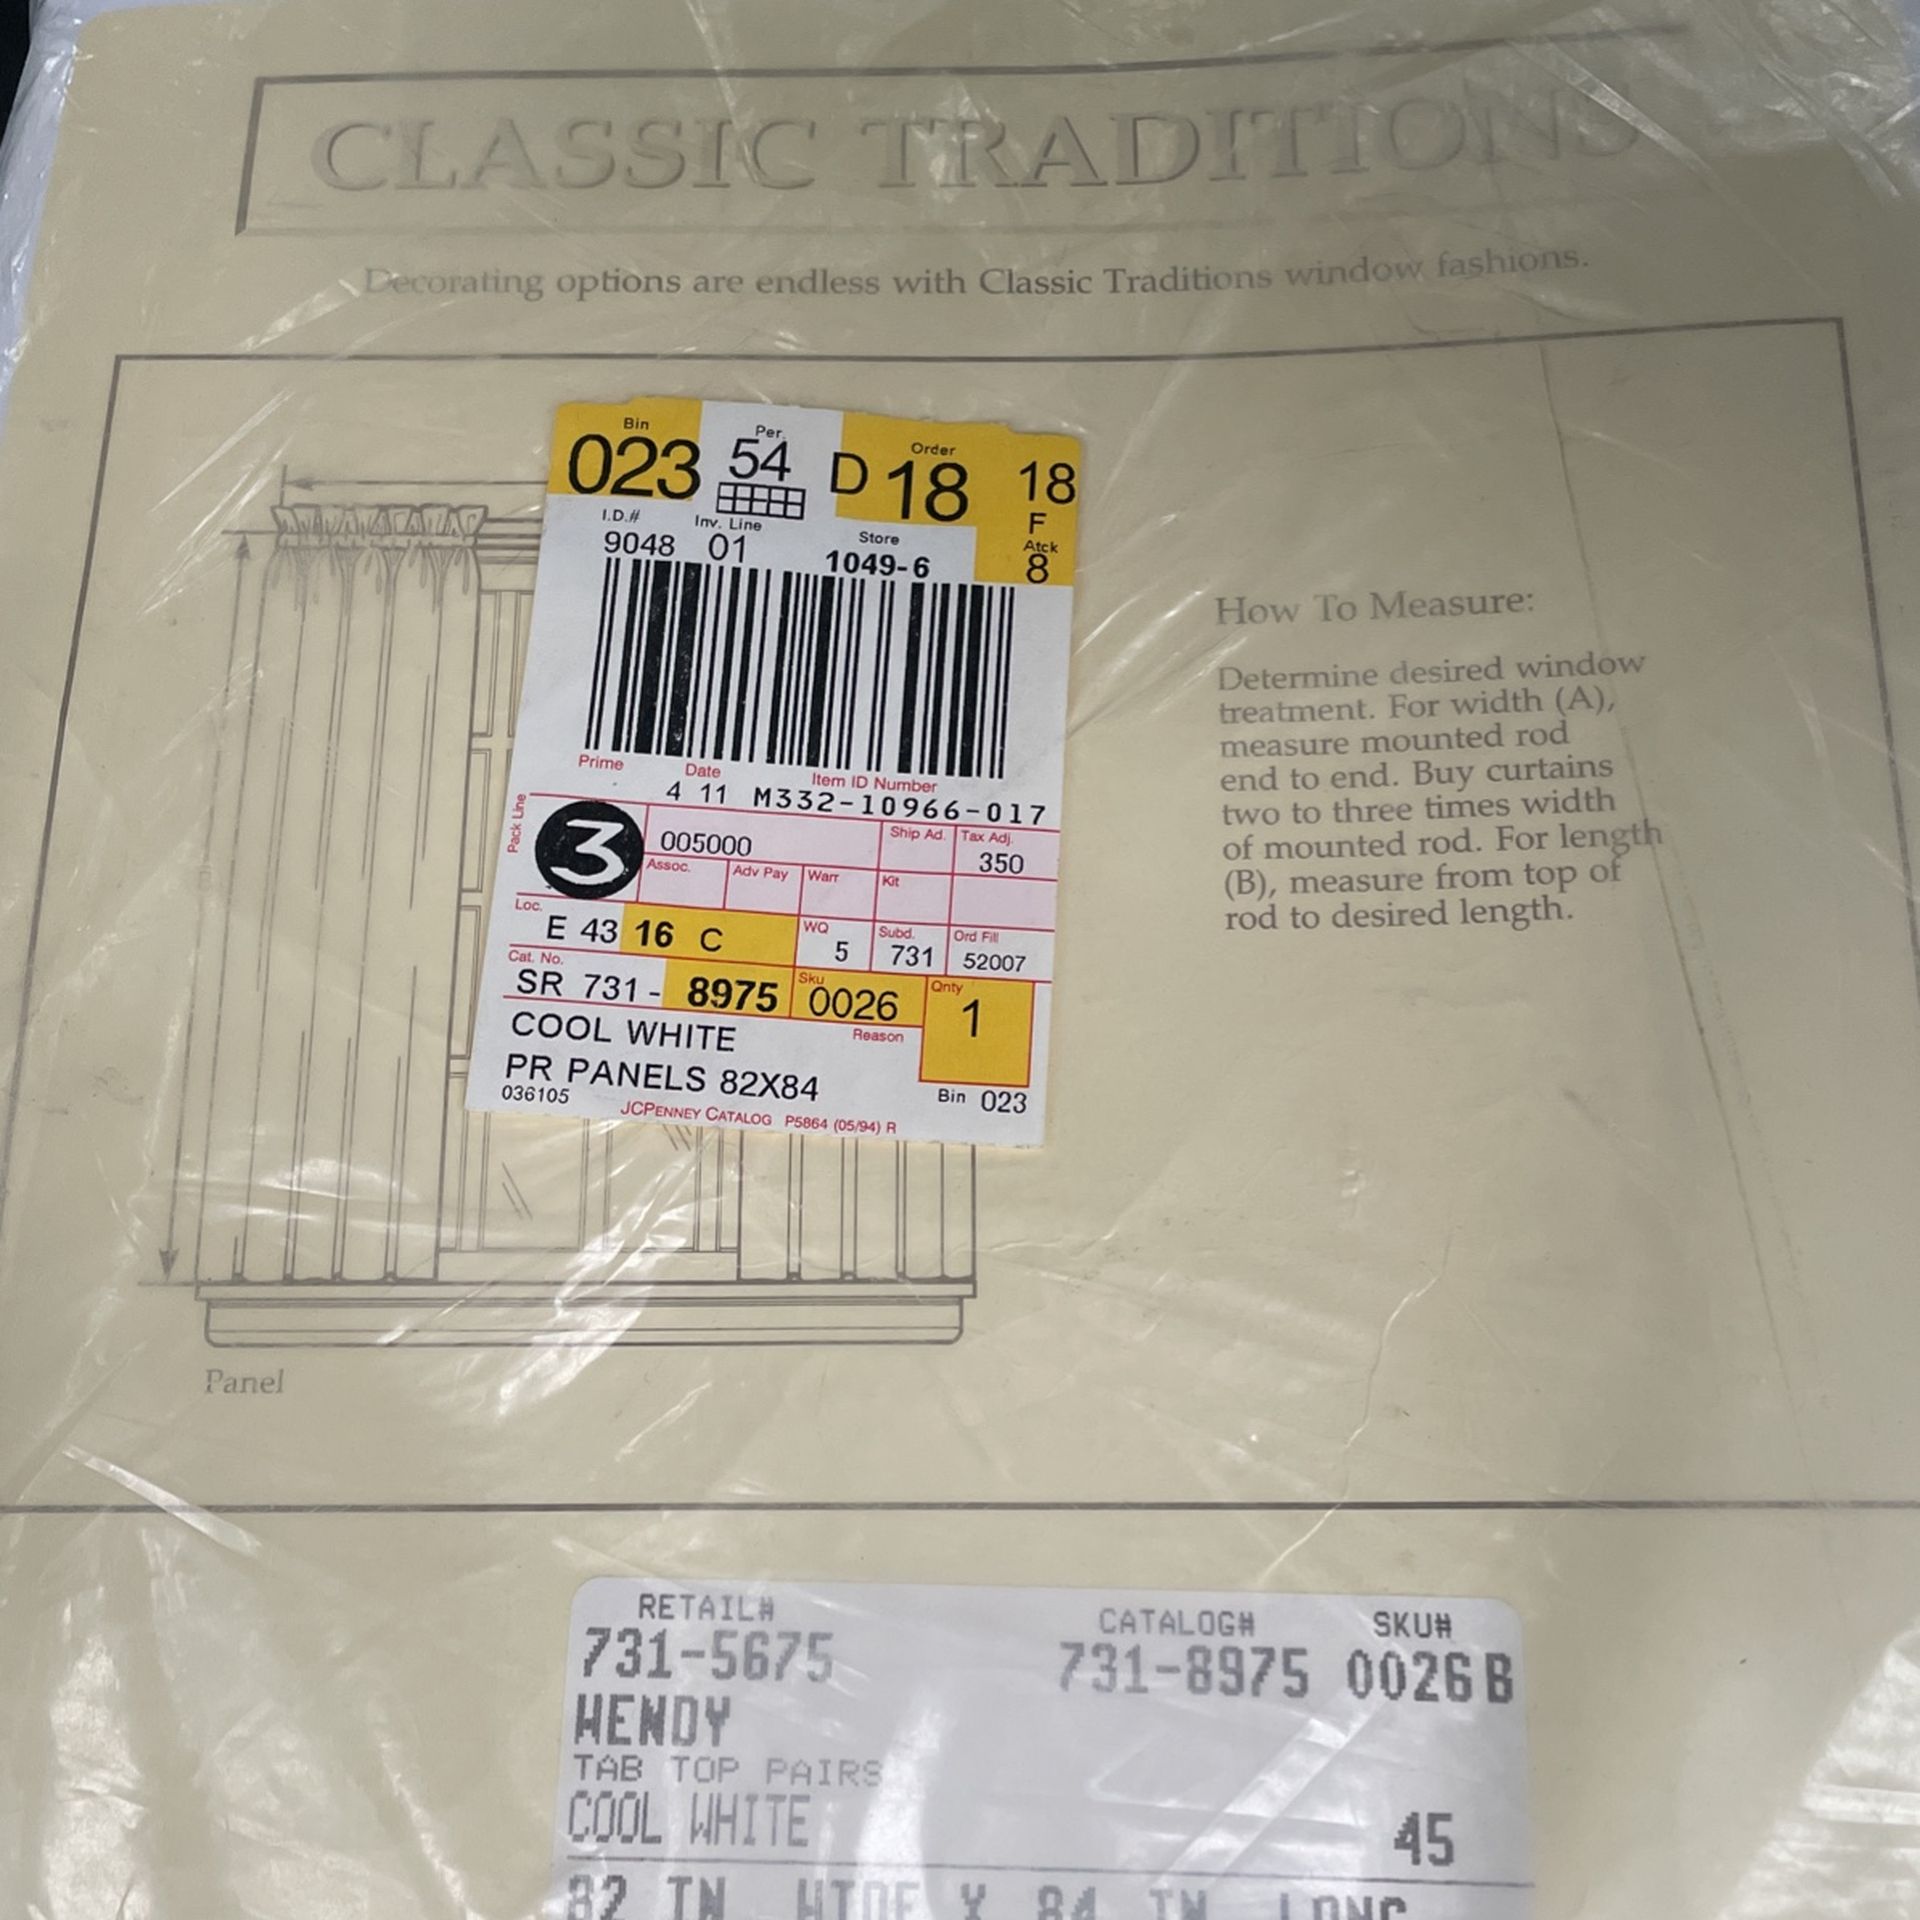 CLASSIC TRADITIONS
Decorating options are endless with Classic Traditions window fashions.
Bin Per. Order
023 54 D 18 18
F
I.D.# Inv. Line Store Atck
9048 01 1049-6 8
Prime Date Item ID Number
4 11 M332-10966-017
Pack Line
3 005000 Ship Ad. Tax Adj.
350
Assoc. Adv Pay Warr Kit
Loc. WQ Subd. Ord Fill
E 43 16 C 5 731 52007
Cat. No. Sku Qnty
SR 731- 8975 0026 1
COOL WHITE Reason
PR PANELS 82X84
036105 Bin 023
JCPENNEY CATALOG P5864 (05/94) R
How To Measure:
Determine desired window
treatment. For width (A),
measure mounted rod
end to end. Buy curtains
two to three times width
of mounted rod. For length
(B), measure from top of
rod to desired length.
Panel
RETAIL# CATALOG# SKU#
731-5675 731-8975 0026B
WENDY
TAB TOP PAIRS
COOL WHITE 45
82 IN WIDE X 84 IN LONG